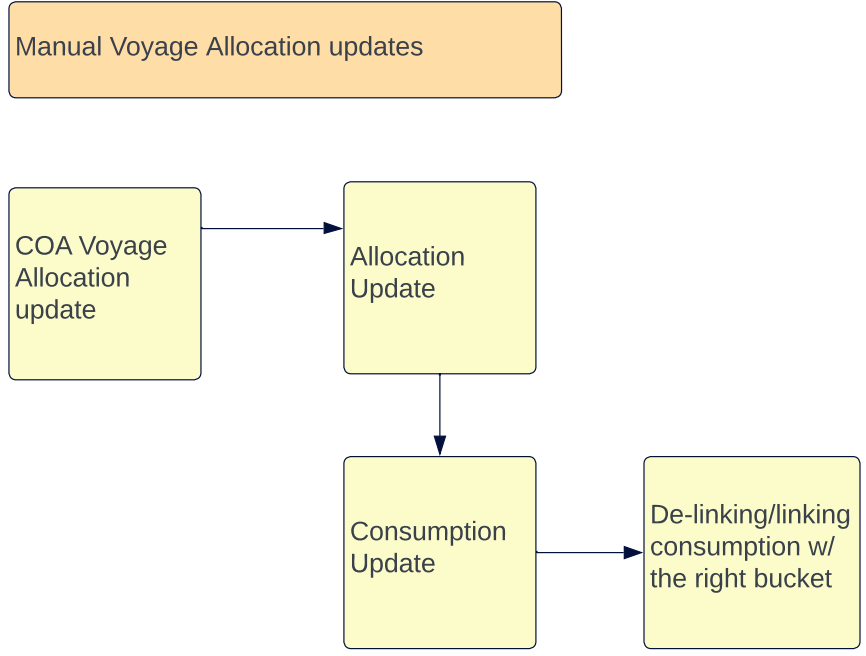 Manual Voyage Allocation updates
COA Voyage
Allocation
update
Allocation
Update
Consumption
Update
De-linking/linking
consumption w/
the right bucket